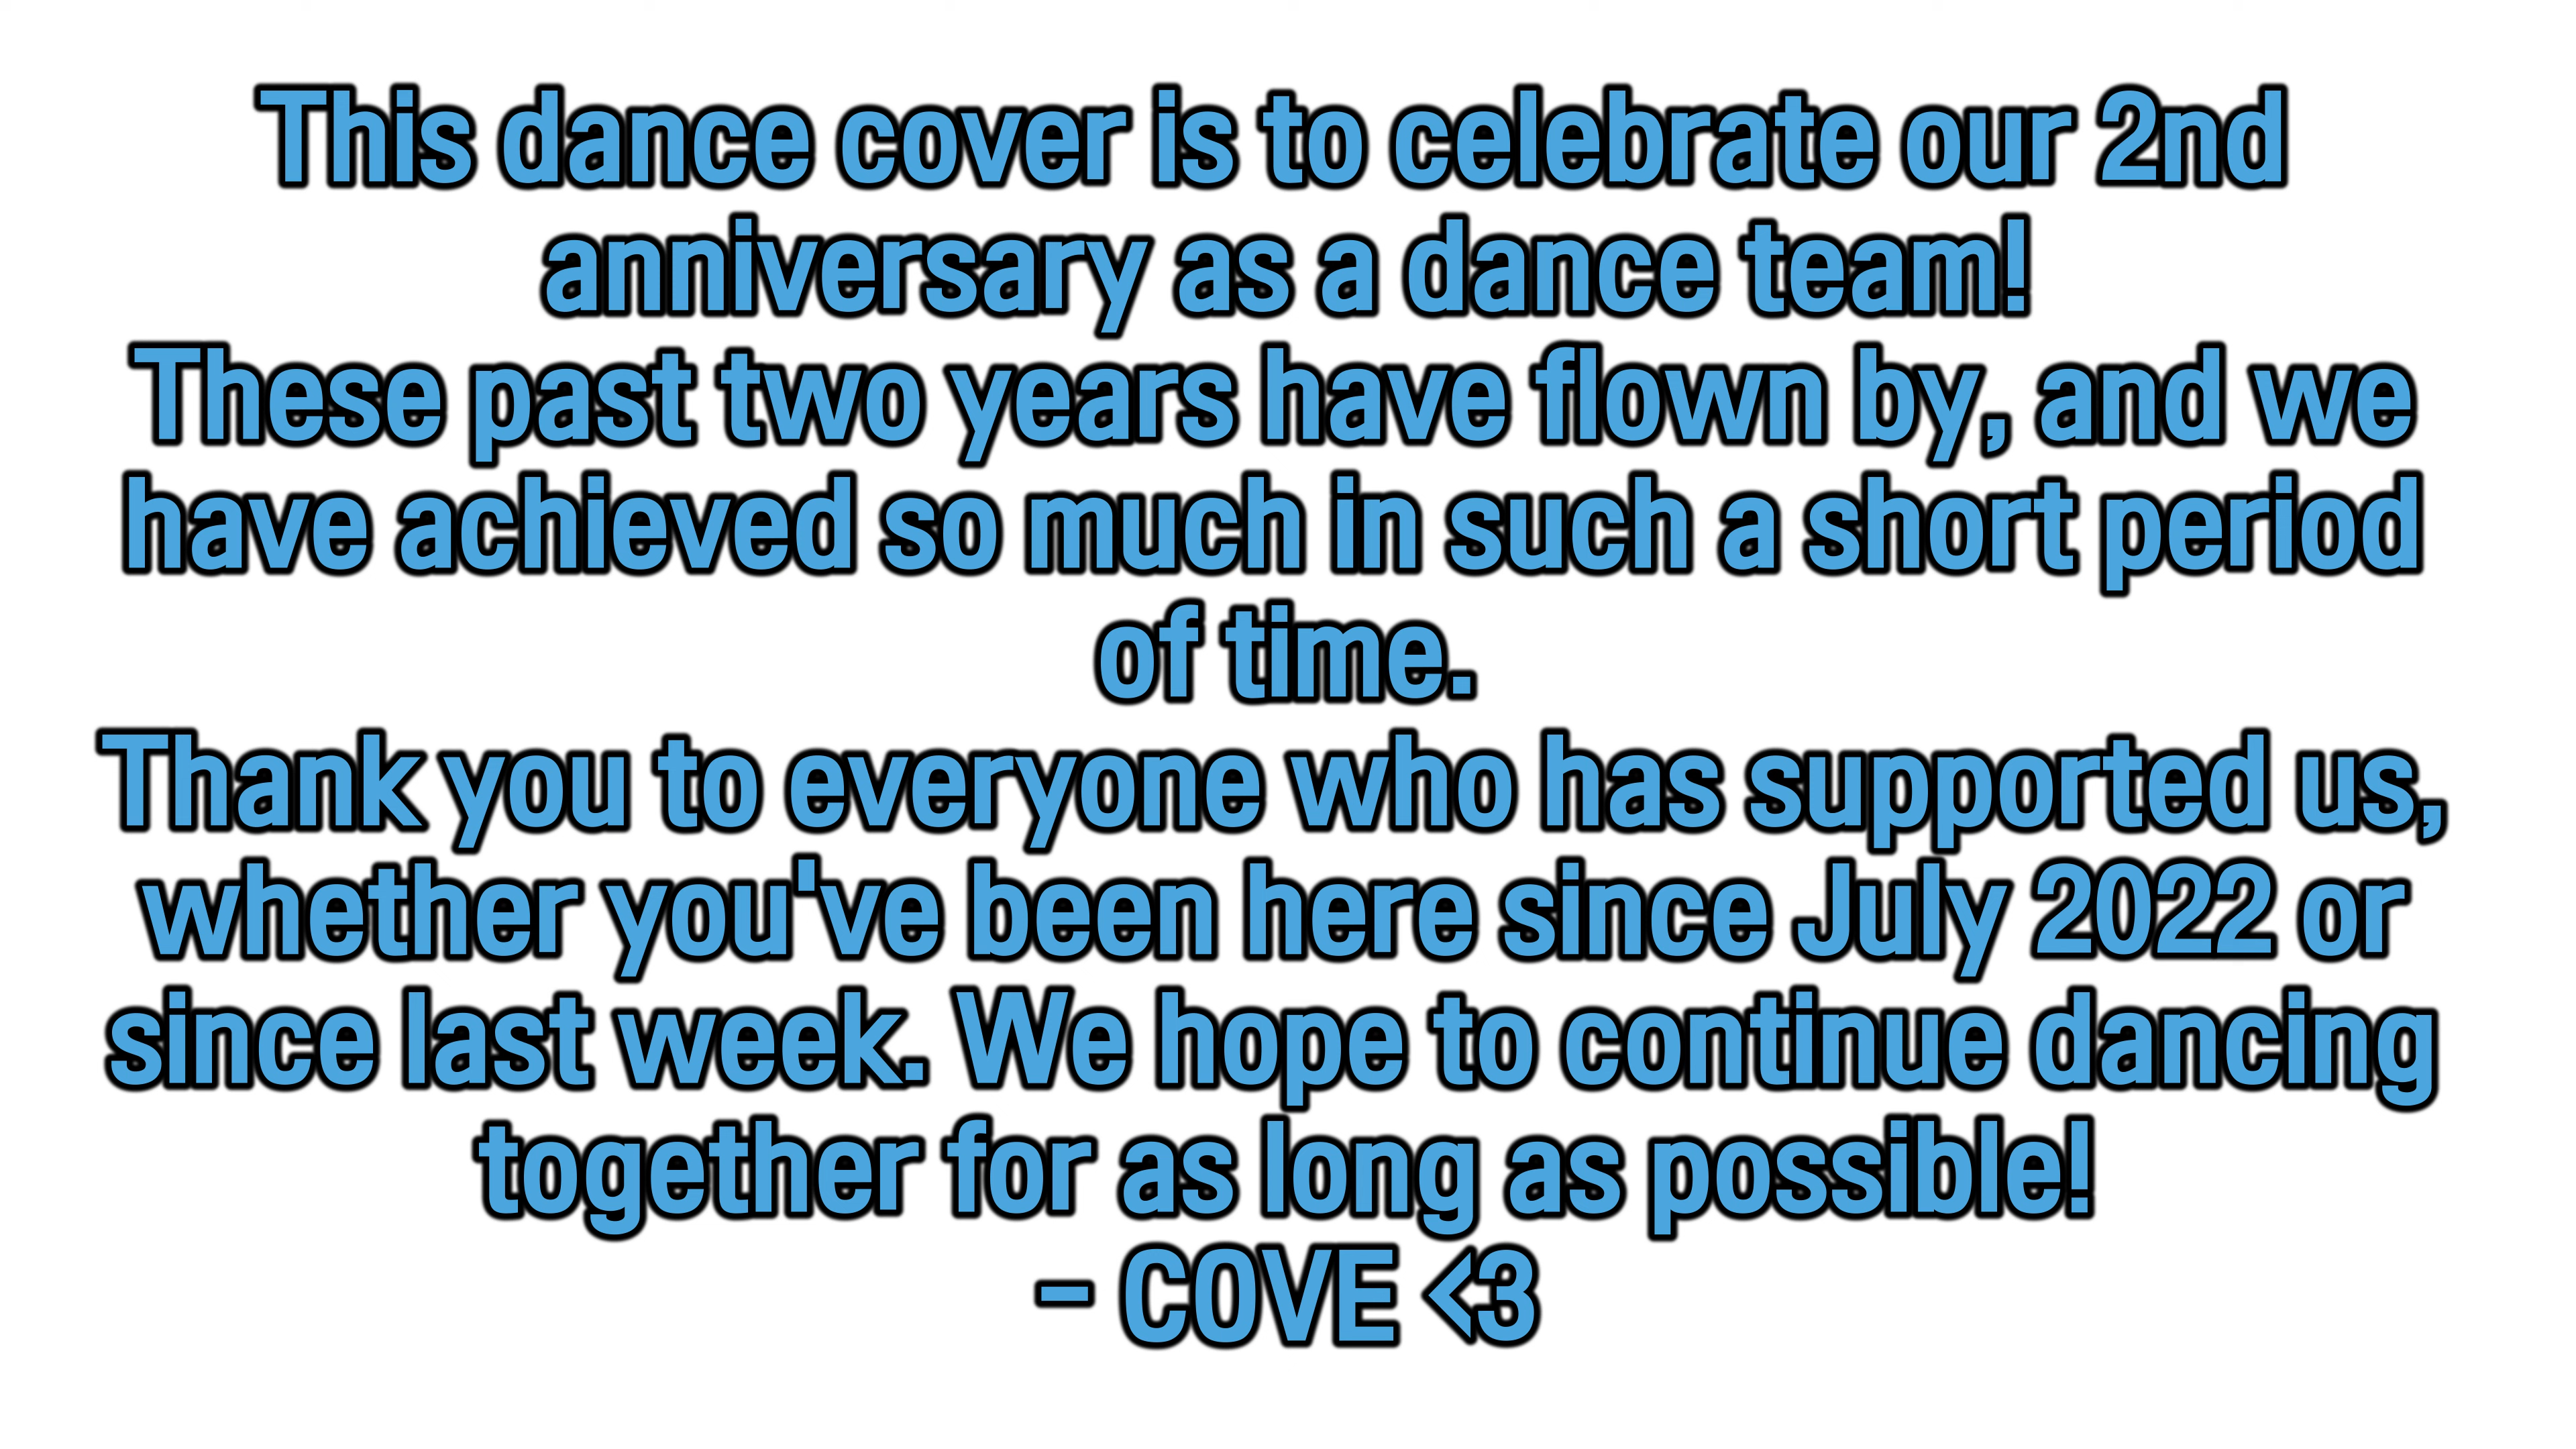 This dance cover is to celebrate our 2nd
anniversary as a dance team!
These past two years have flown by, and we
have achieved so much in such a short period
of time.
Thank you to everyone who has supported us,
whether you've been here since July 2022 or
since last week. We hope to continue dancing
together for as long as possible!
- COVE <3